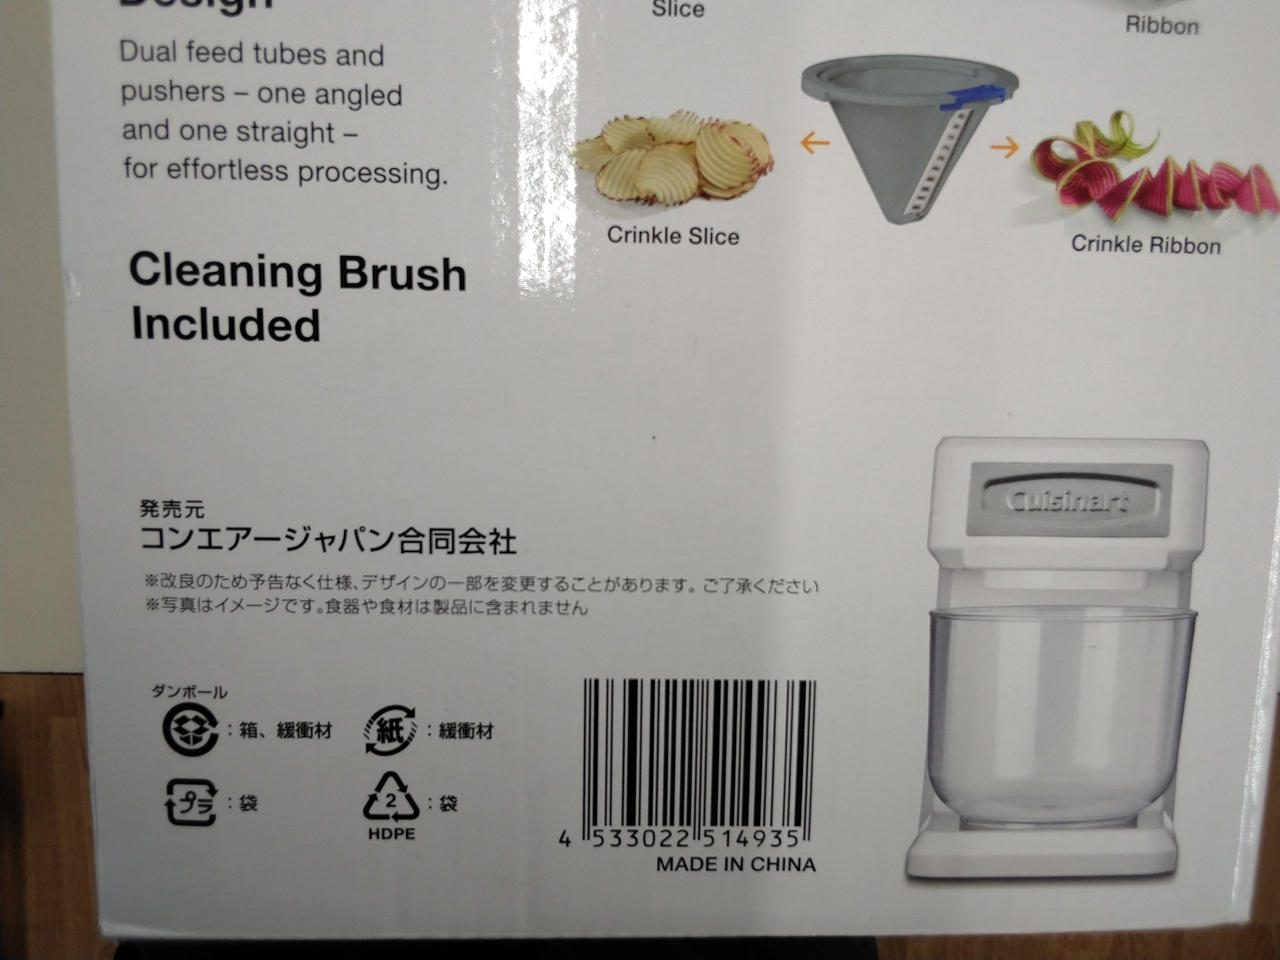 Design
Dual feed tubes and
pushers – one angled
and one straight –
for effortless processing.
Cleaning Brush
Included
Slice
Ribbon
Crinkle Slice
Crinkle Ribbon
Cuisinart
発売元
コンエアージャパン合同会社
※改良のため予告なく仕様、デザインの一部を変更することがあります。ご了承ください
※写真はイメージです。食器や食材は製品に含まれません
ダンボール
：箱、緩衝材
紙：緩衝材
プラ：袋
2：袋
HDPE
4 533022 514935
MADE IN CHINA